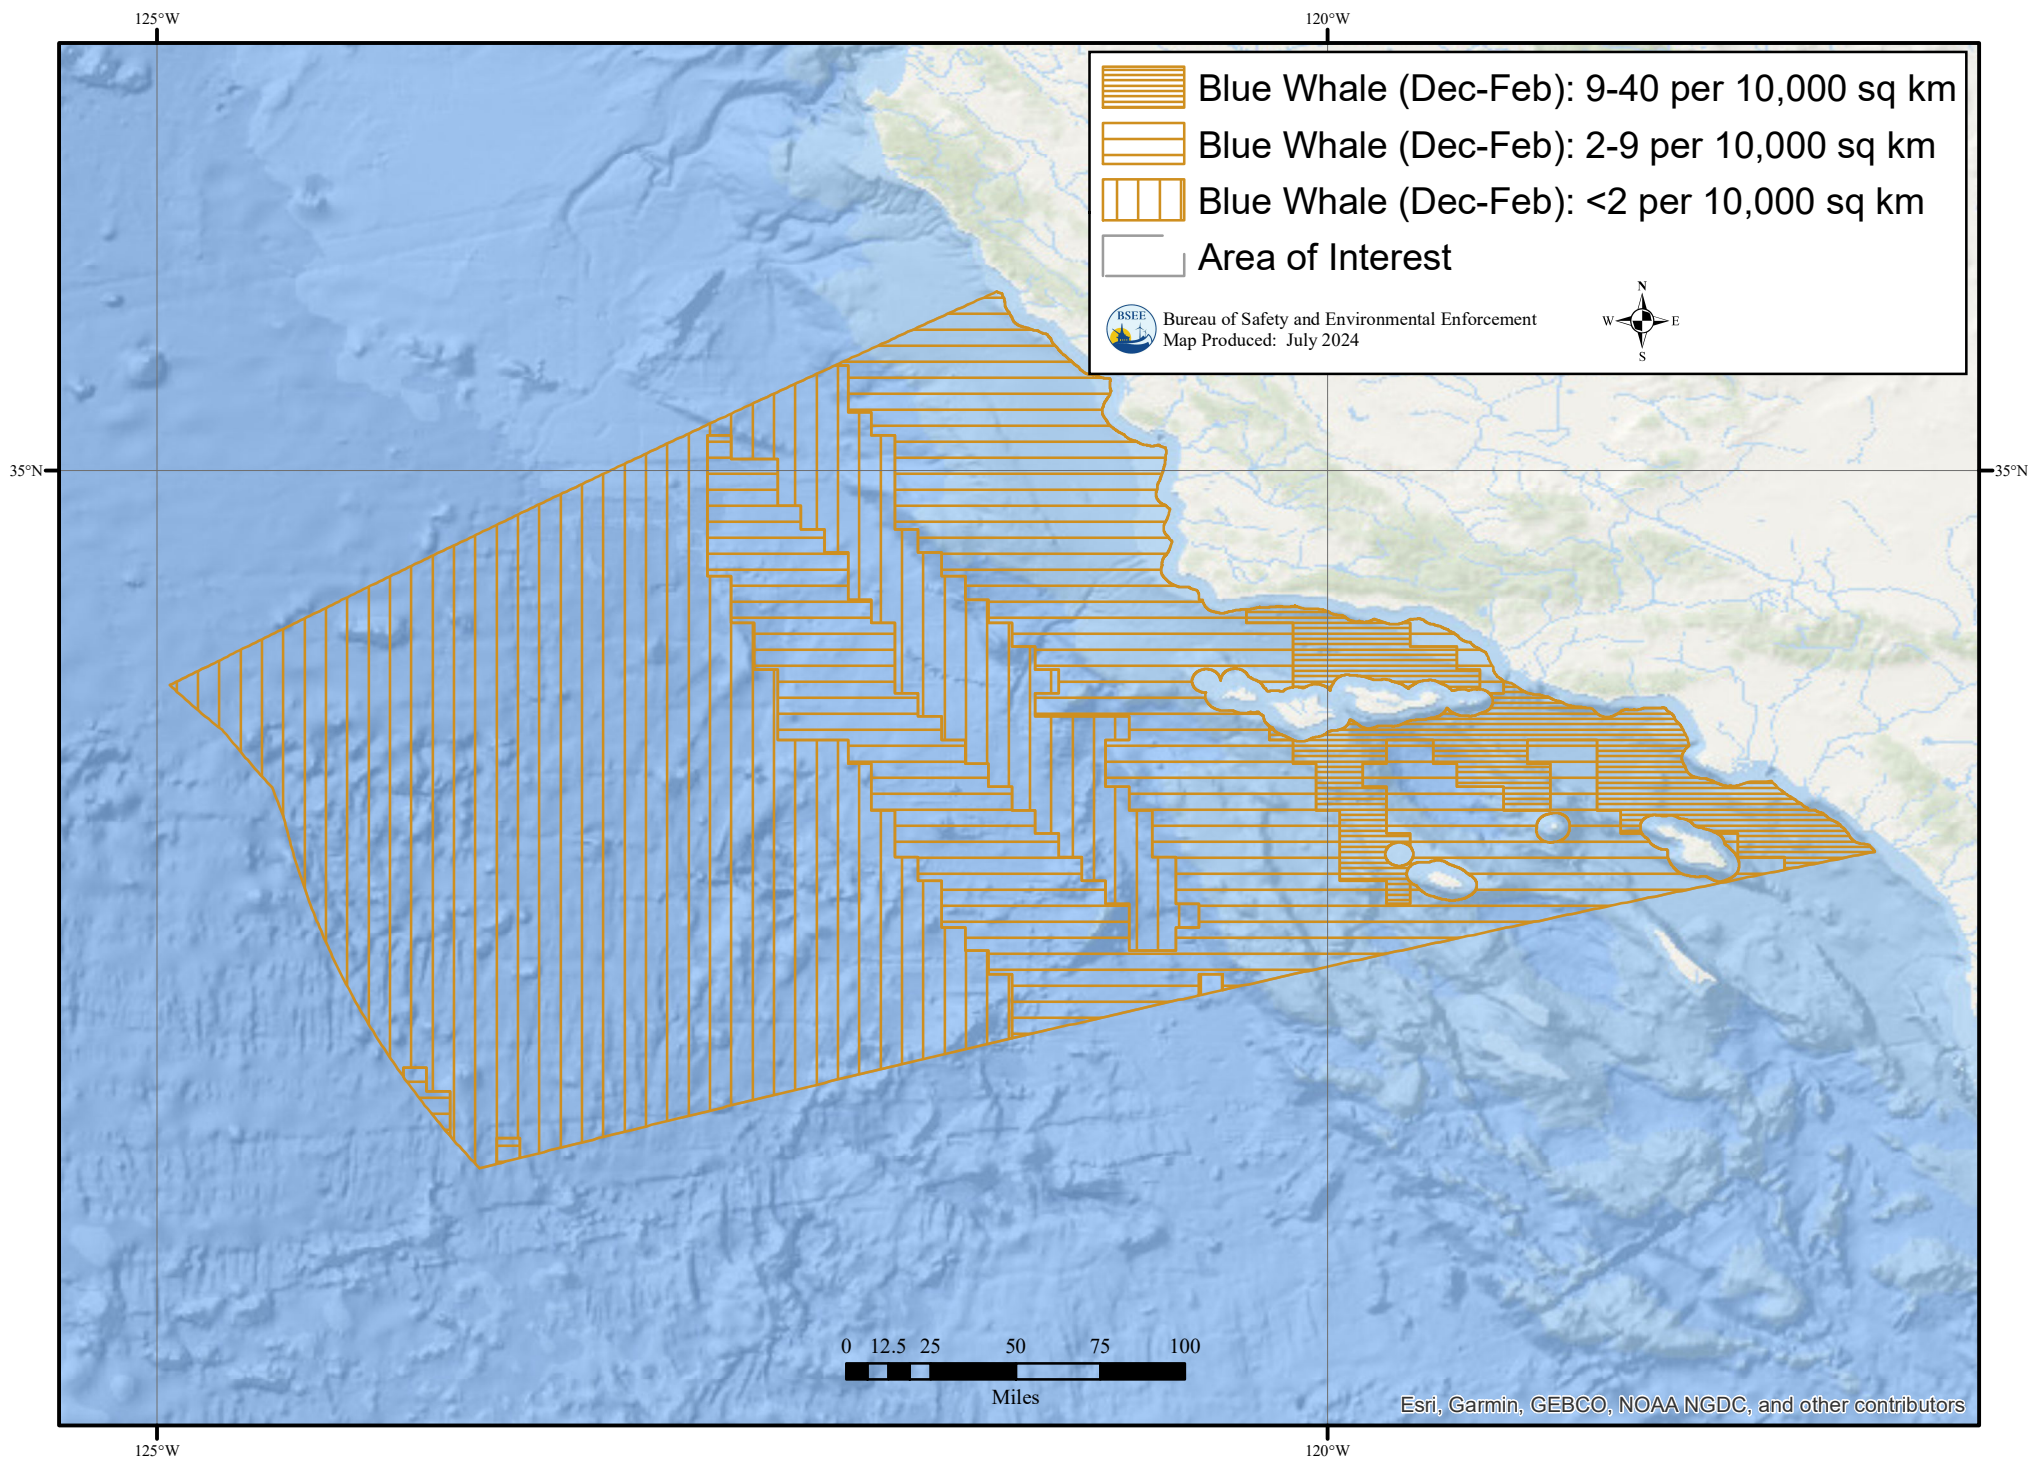 125°W 120°W
Blue Whale (Dec-Feb): 9-40 per 10,000 sq km
Blue Whale (Dec-Feb): 2-9 per 10,000 sq km
Blue Whale (Dec-Feb): <2 per 10,000 sq km
Area of Interest
BSEE
Bureau of Safety and Environmental Enforcement
Map Produced: July 2024
N
W E
S
35°N 35°N
0 12.5 25 50 75 100
Miles
Esri, Garmin, GEBCO, NOAA NGDC, and other contributors
125°W 120°W